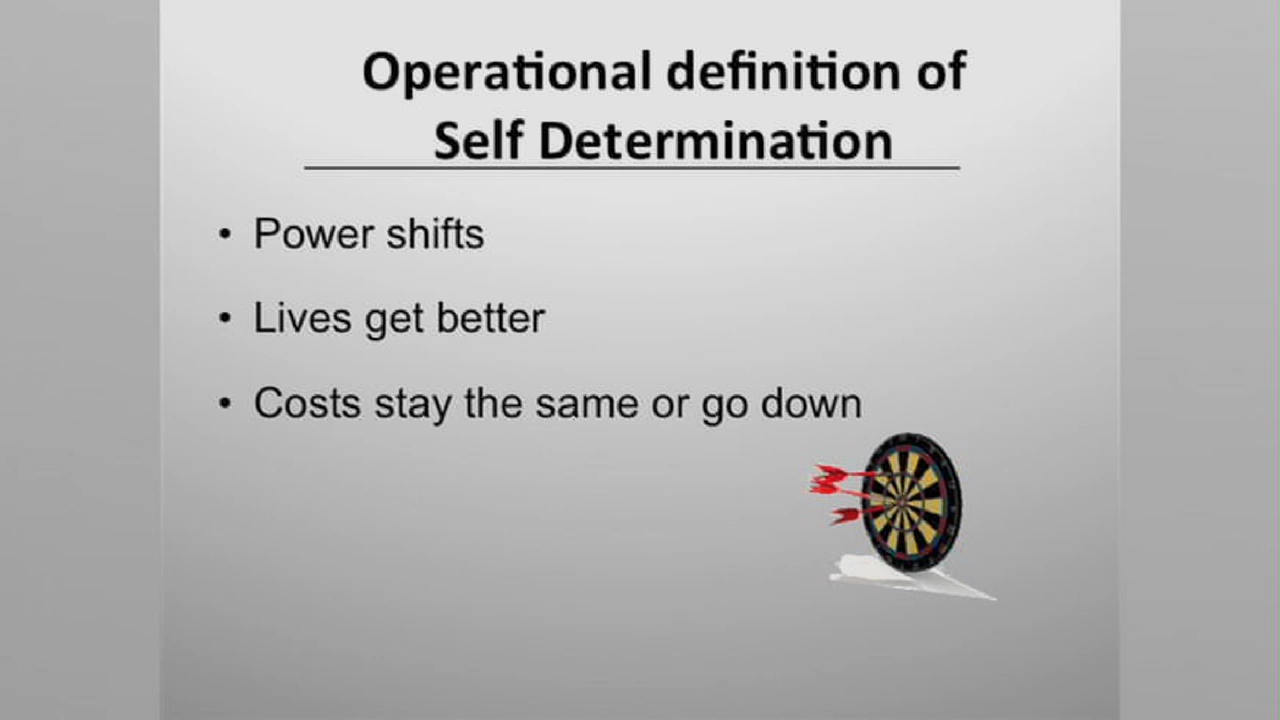 Operational definition of
Self Determination
• Power shifts
• Lives get better
• Costs stay the same or go down